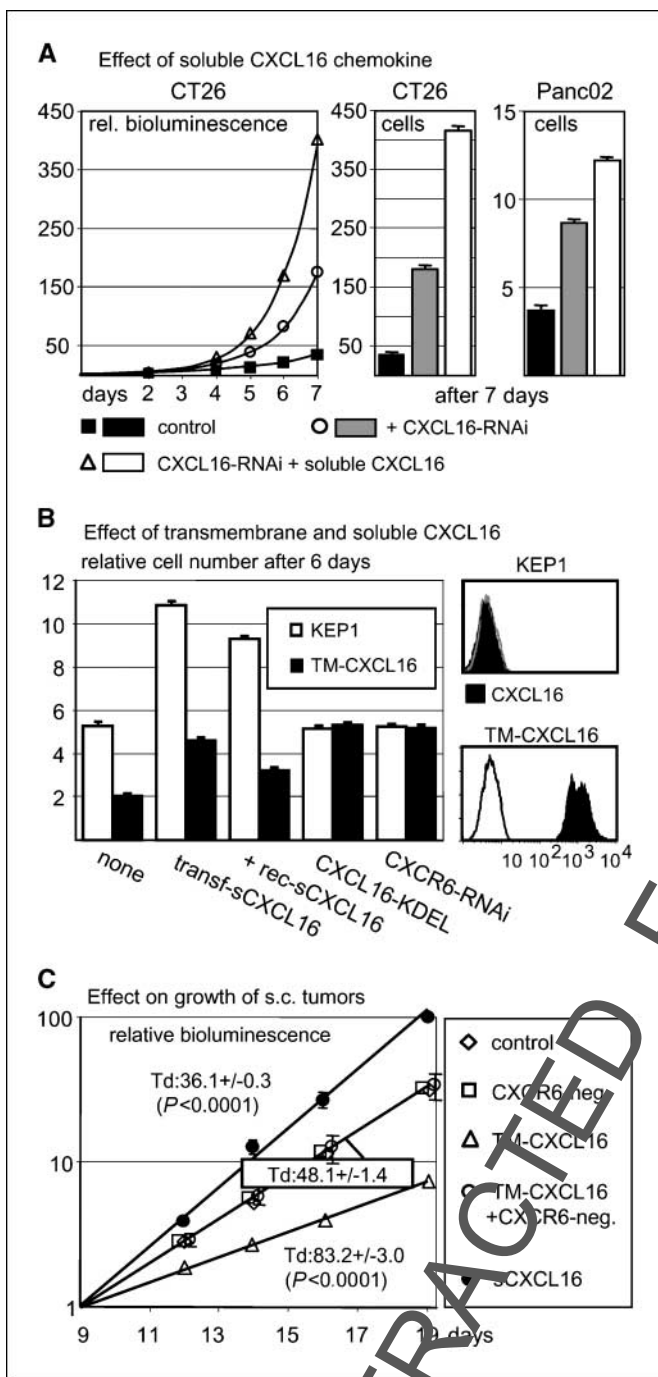 A Effect of soluble CXCL16 chemokine
CT26 CT26 Panc02
rel. bioluminescence cells cells
450 450 15
350 350
10
250 250
150 150 5
50 50
days 2 3 4 5 6 7 after 7 days
control + CXCL16-RNAi
CXCL16-RNAi + soluble CXCL16
B Effect of transmembrane and soluble CXCL16
relative cell number after 6 days KEP1
12
10 KEP1
8 TM-CXCL16 CXCL16
6 TM-CXCL16
4
2
10 10² 10³ 10⁴
none
transf-sCXCL16
+ rec-sCXCL16
CXCL16-KDEL
CXCR6-RNAi
C Effect on growth of s.c. tumors
100 relative bioluminescence
control
Td:36.1+/-0.3
(P<0.0001) CXCR6-neg.
TM-CXCL16
10
Td:48.1+/-1.4 TM-CXCL16
+CXCR6-neg.
Td:83.2+/-3.0
(P<0.0001) sCXCL16
1
9 11 13 15 17 19 days
TRACTED